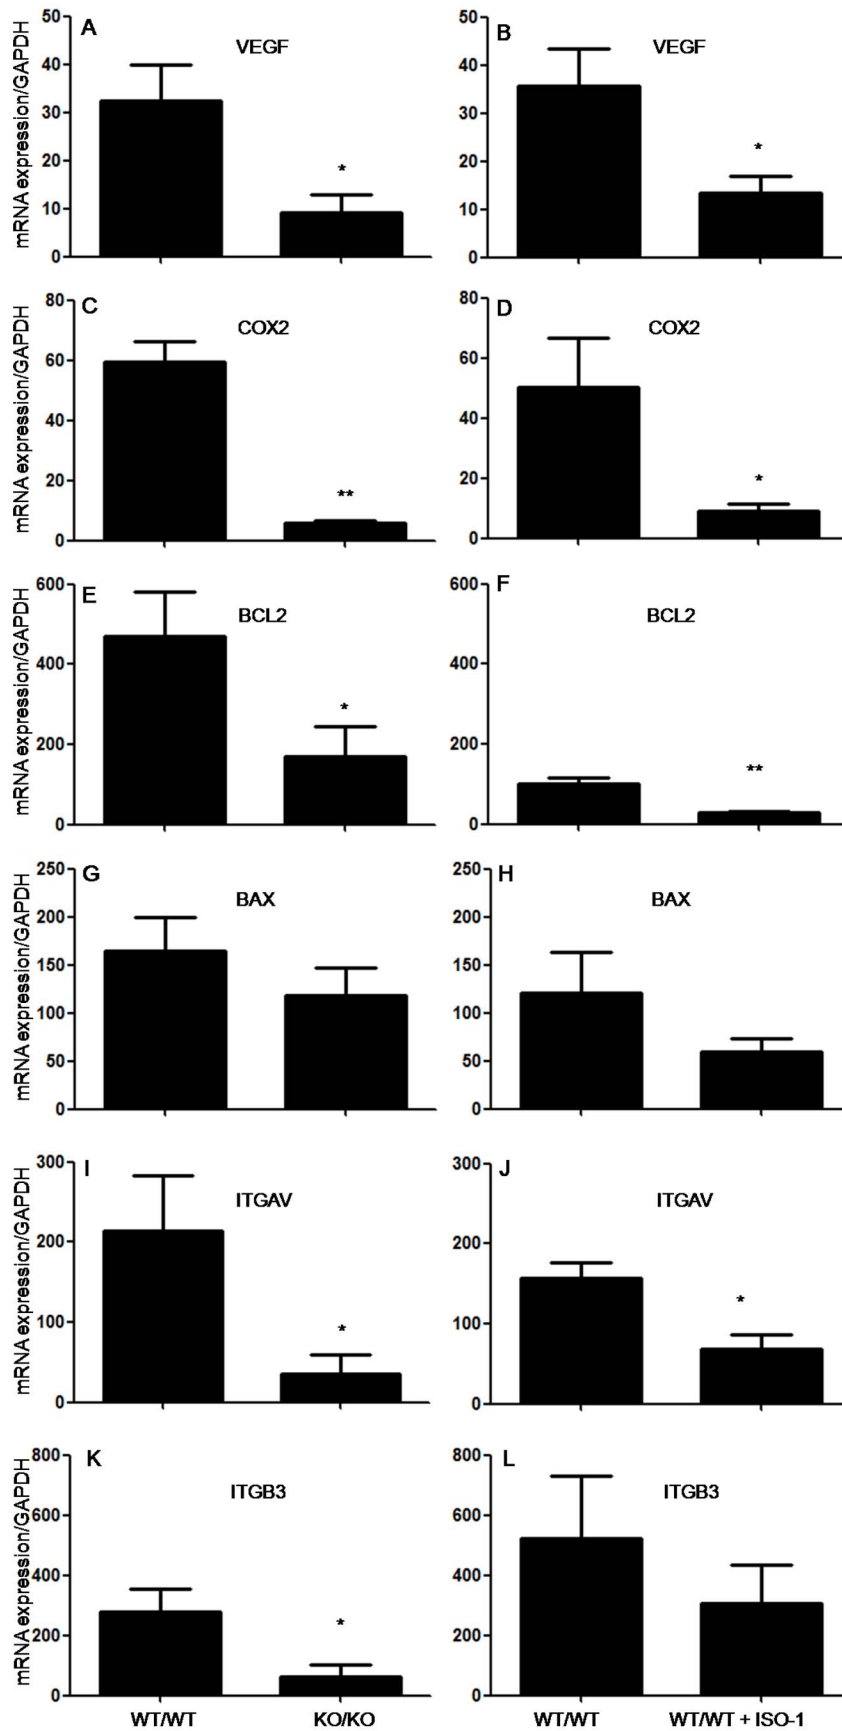 A
VEGF
mRNA expression/GAPDH
50
40
30
20
10
0
*
B
VEGF
50
40
30
20
10
0
*
C
COX2
mRNA expression/GAPDH
80
60
40
20
0
**
D
COX2
80
60
40
20
0
*
E
BCL2
mRNA expression/GAPDH
600
400
200
0
*
F
BCL2
600
400
200
0
**
G
BAX
mRNA expression/GAPDH
250
200
150
100
50
0
H
BAX
250
200
150
100
50
0
I
ITGAV
mRNA expression/GAPDH
300
200
100
0
*
J
ITGAV
300
200
100
0
*
K
ITGB3
mRNA expression/GAPDH
800
600
400
200
0
*
WT/WT
KO/KO
L
ITGB3
800
600
400
200
0
WT/WT
WT/WT + ISO-1